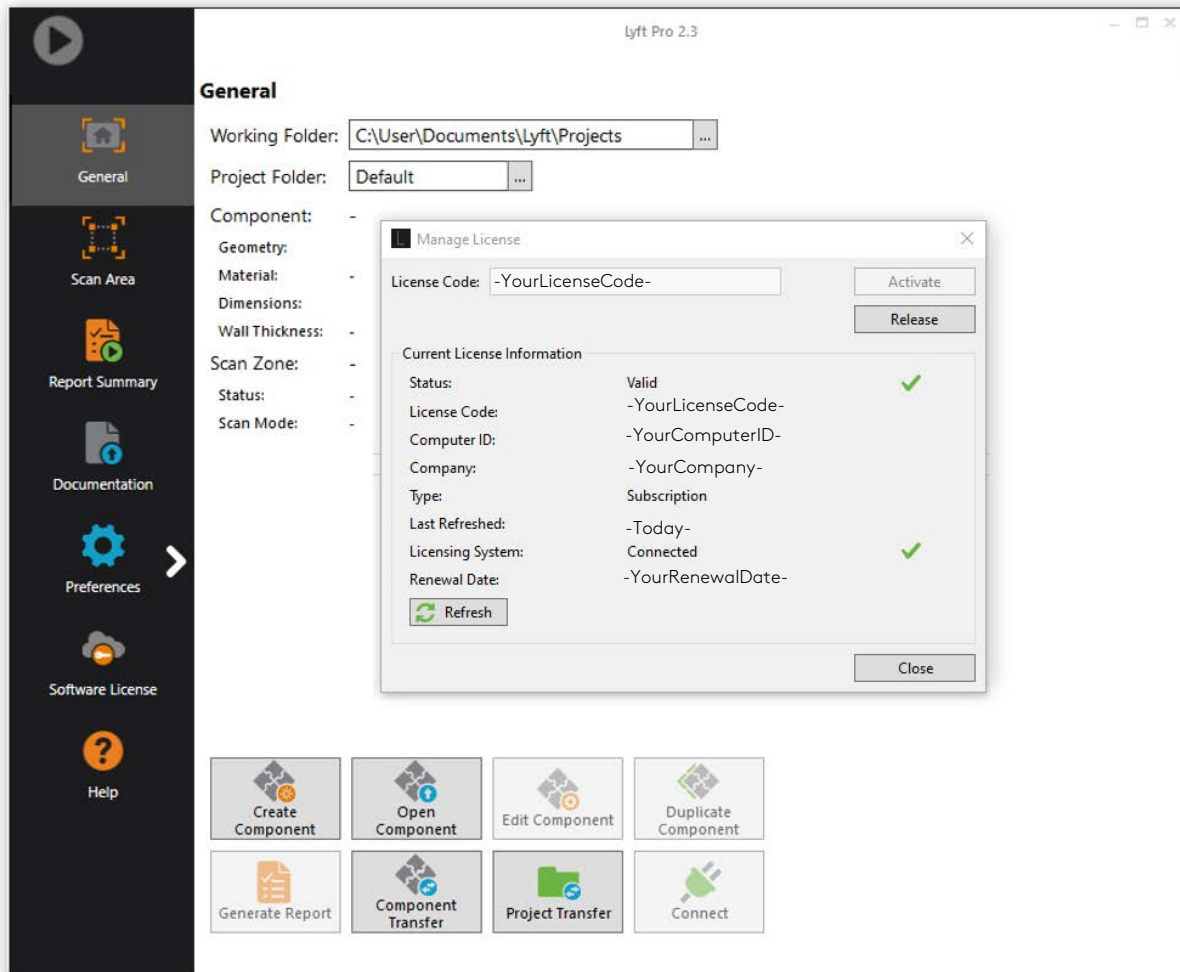 Lyft Pro 2.3
General
Working Folder: C:\User\Documents\Lyft\Projects ...
Project Folder: Default ...
Component: -
Geometry:
Material: -
Dimensions:
Wall Thickness: -
Scan Zone: -
Status: -
Scan Mode: -
General
Scan Area
Report Summary
Documentation
Preferences
Software License
Help
Manage License
License Code: -YourLicenseCode-
Activate
Release
Current License Information
Status: Valid
License Code: -YourLicenseCode-
Computer ID: -YourComputerID-
Company: -YourCompany-
Type: Subscription
Last Refreshed: -Today-
Licensing System: Connected
Renewal Date: -YourRenewalDate-
Refresh
Close
Create
Component
Open
Component
Edit Component
Duplicate
Component
Generate Report
Component
Transfer
Project Transfer
Connect